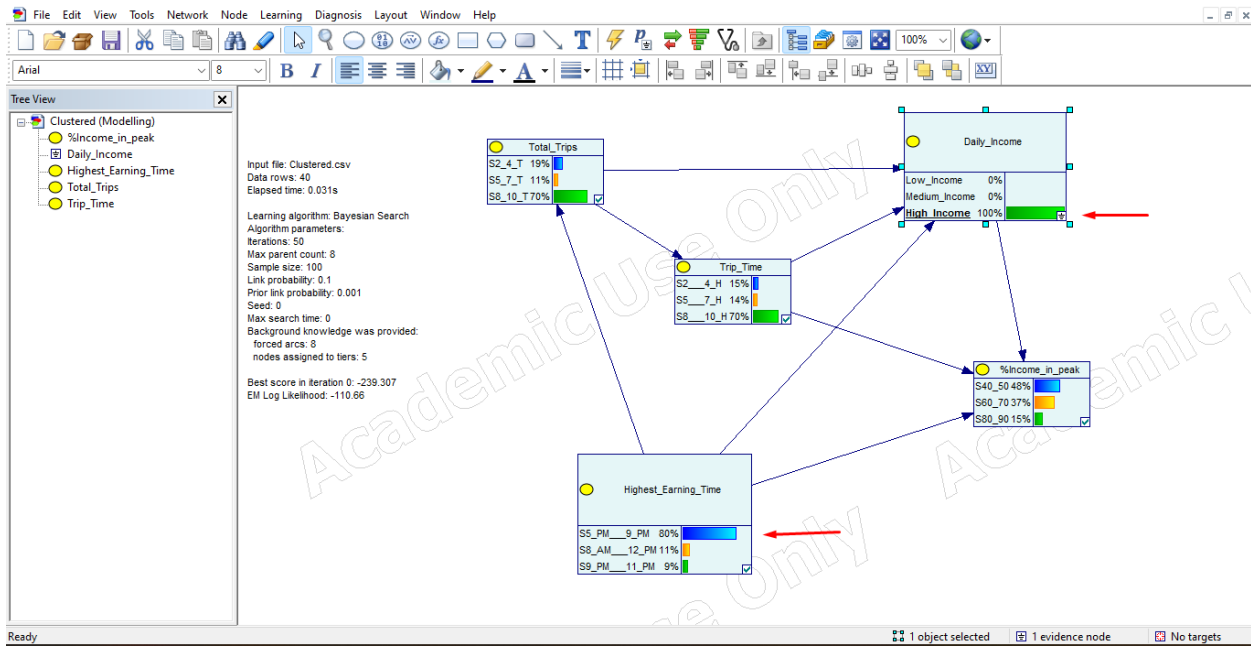 File Edit View Tools Network Node Learning Diagnosis Layout Window Help
100%
Arial 8 B I A
Tree View
Clustered (Modelling)
%Income_in_peak
Daily_Income
Highest_Earning_Time
Total_Trips
Trip_Time
Input file: Clustered.csv
Data rows: 40
Elapsed time: 0.031s
Learning algorithm: Bayesian Search
Algorithm parameters:
Iterations: 50
Max parent count: 8
Sample size: 100
Link probability: 0.1
Prior link probability: 0.001
Seed: 0
Max search time: 0
Background knowledge was provided:
forced arcs: 8
nodes assigned to tiers: 5
Best score in iteration 0: -239.307
EM Log Likelihood: -110.66
Total_Trips
S2_4_T 19%
S5_7_T 11%
S8_10_T 70%
Daily_Income
Low_Income 0%
Medium_Income 0%
High_Income 100%
Trip_Time
S2___4_H 15%
S5___7_H 14%
S8___10_H 70%
%Income_in_peak
S40_50 48%
S60_70 37%
S80_90 15%
Highest_Earning_Time
S5_PM___9_PM 80%
S8_AM___12_PM 11%
S9_PM___11_PM 9%
Academic Use Only
Academic Use Only
Academic
Ready 1 object selected 1 evidence node No targets